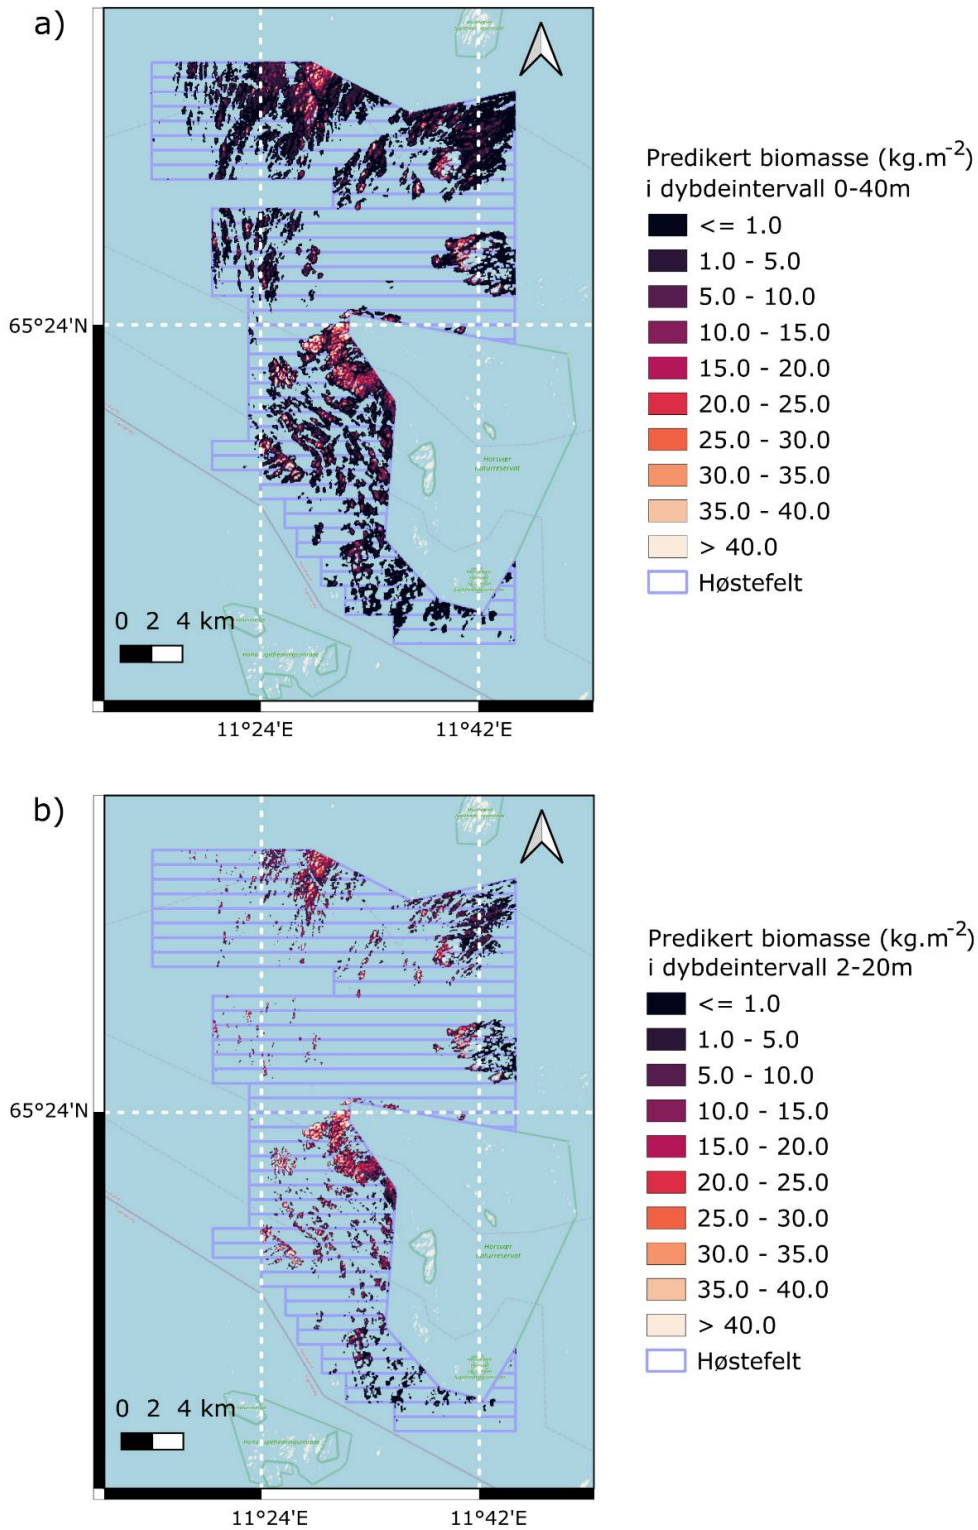 a)
Predikert biomasse (kg.m-2)
i dybdeintervall 0-40m
<= 1.0
1.0 - 5.0
5.0 - 10.0
10.0 - 15.0
15.0 - 20.0
20.0 - 25.0
25.0 - 30.0
30.0 - 35.0
35.0 - 40.0
> 40.0
Høstefelt
65°24'N
Horsvær
naturreservat
0 2 4 km
11°24'E
11°42'E
b)
Predikert biomasse (kg.m-2)
i dybdeintervall 2-20m
<= 1.0
1.0 - 5.0
5.0 - 10.0
10.0 - 15.0
15.0 - 20.0
20.0 - 25.0
25.0 - 30.0
30.0 - 35.0
35.0 - 40.0
> 40.0
Høstefelt
65°24'N
Horsvær
naturreservat
0 2 4 km
11°24'E
11°42'E